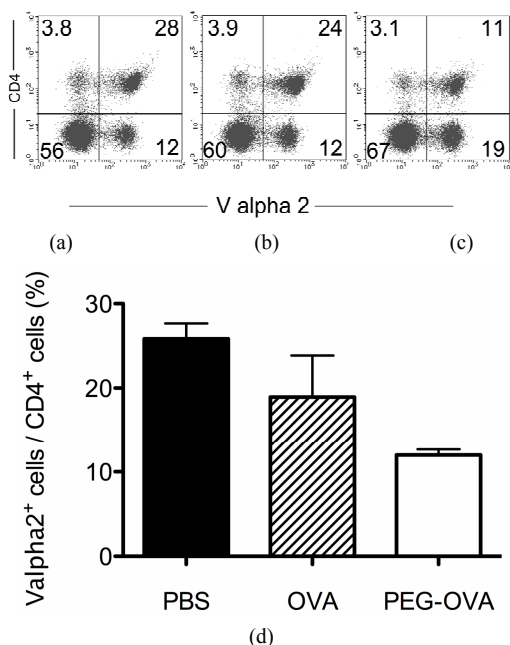 3.8 28
3.9 24
3.1 11
CD4
56 12
60 12
67 19
V alpha 2
(a) (b) (c)
Valpha2⁺ cells / CD4⁺ cells (%)
30
20
10
0
PBS OVA PEG-OVA
(d)